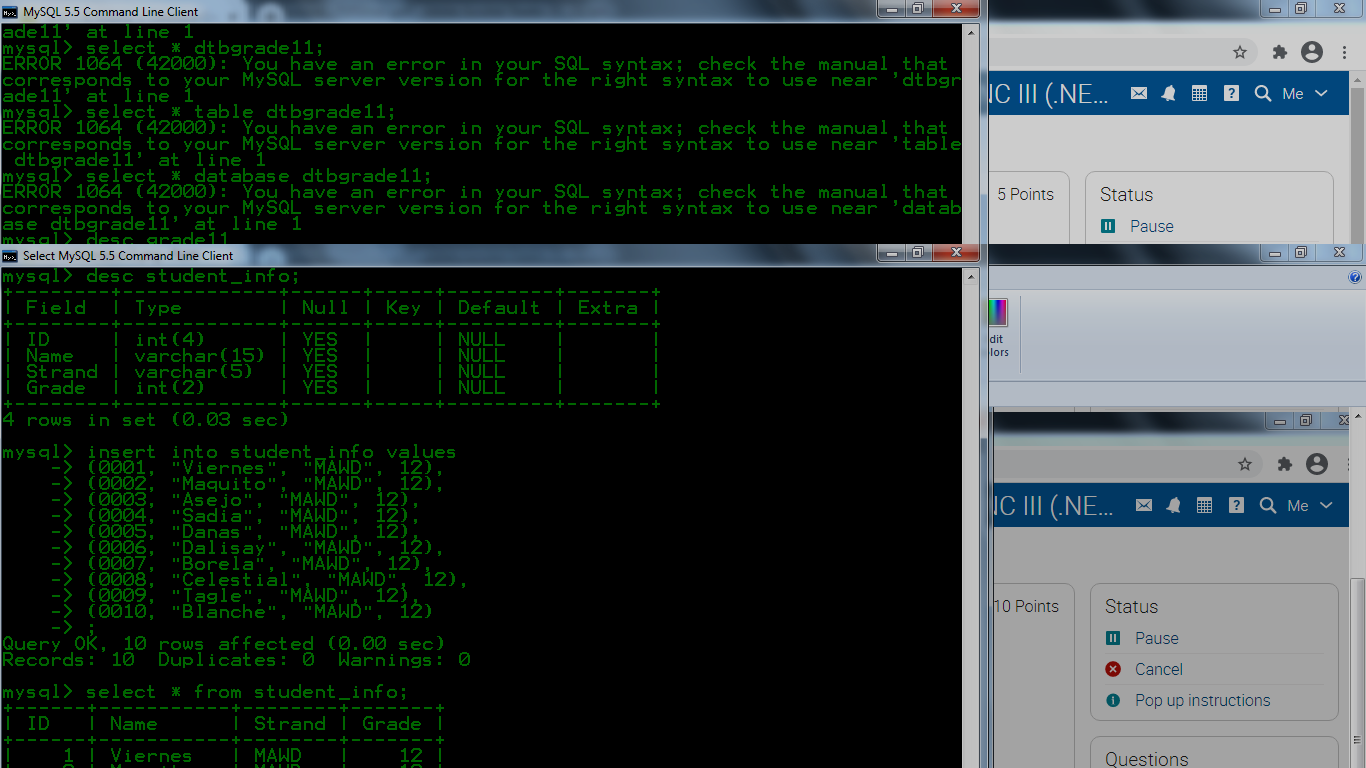 MySQL 5.5 Command Line Client
ade11' at line 1
mysql> select * dtbgrade11;
ERROR 1064 (42000): You have an error in your SQL syntax; check the manual that
corresponds to your MySQL server version for the right syntax to use near 'dtbgr
ade11' at line 1
mysql> select * table dtbgrade11;
ERROR 1064 (42000): You have an error in your SQL syntax; check the manual that
corresponds to your MySQL server version for the right syntax to use near 'table
 dtbgrade11' at line 1
mysql> select * database dtbgrade11;
ERROR 1064 (42000): You have an error in your SQL syntax; check the manual that
corresponds to your MySQL server version for the right syntax to use near 'datab
ase dtbgrade11' at line 1
mysql> desc grade11
NC III (.NE... Me
5 Points
Status
Pause
Select MySQL 5.5 Command Line Client
mysql> desc student_info;
| Field | Type | Null | Key | Default | Extra |
| ID | int(4) | YES | | NULL | |
| Name | varchar(15) | YES | | NULL | |
| Strand | varchar(5) | YES | | NULL | |
| Grade | int(2) | YES | | NULL | |
4 rows in set (0.03 sec)
mysql> insert into student_info values
-> (0001, "Viernes", "MAWD", 12),
-> (0002, "Maquito", "MAWD", 12),
-> (0003, "Asejo", "MAWD", 12),
-> (0004, "Sadia", "MAWD", 12),
-> (0005, "Danas", "MAWD", 12),
-> (0006, "Dalisay", "MAWD", 12),
-> (0007, "Borela", "MAWD", 12),
-> (0008, "Celestial", "MAWD", 12),
-> (0009, "Tagle", "MAWD", 12),
-> (0010, "Blanche", "MAWD", 12)
-> ;
Query OK, 10 rows affected (0.00 sec)
Records: 10 Duplicates: 0 Warnings: 0
mysql> select * from student_info;
| ID | Name | Strand | Grade |
| 1 | Viernes | MAWD | 12 |
dit
lors
NC III (.NE... Me
10 Points
Status
Pause
Cancel
Pop up instructions
Questions